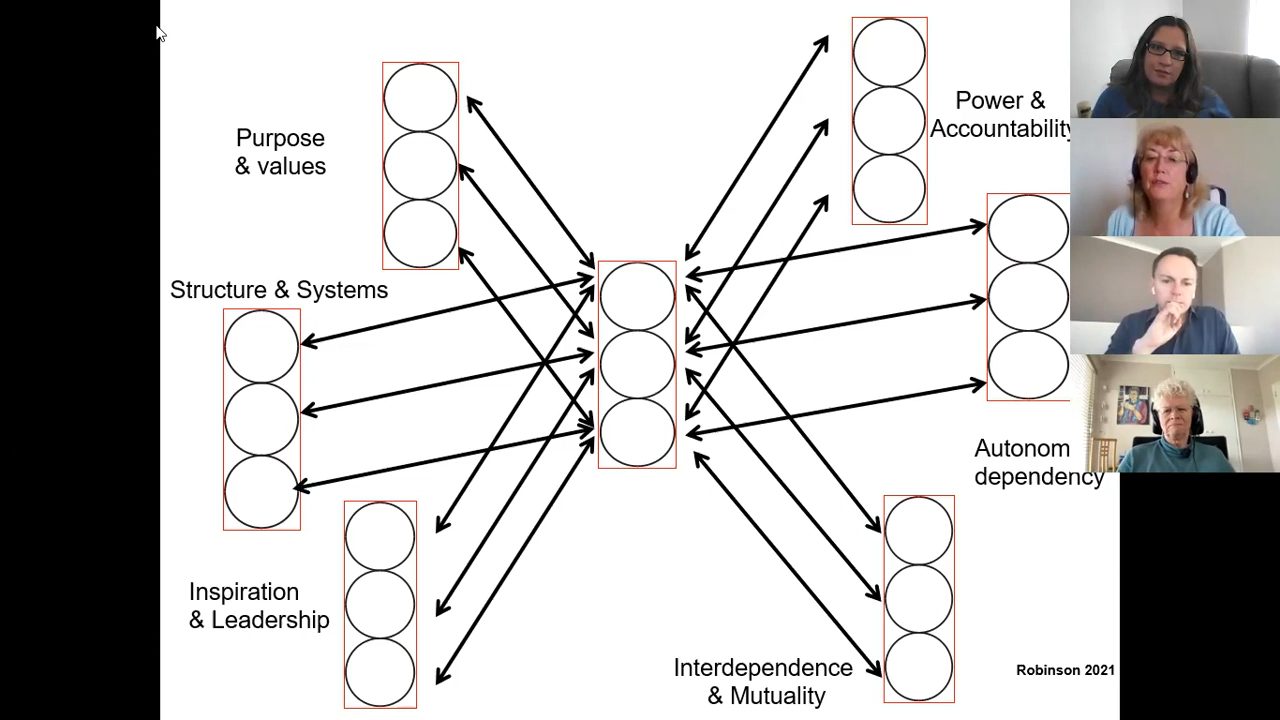 Purpose
& values
Power &
Accountability
Structure & Systems
Autonom
dependency
Inspiration
& Leadership
Interdependence
& Mutuality
Robinson 2021